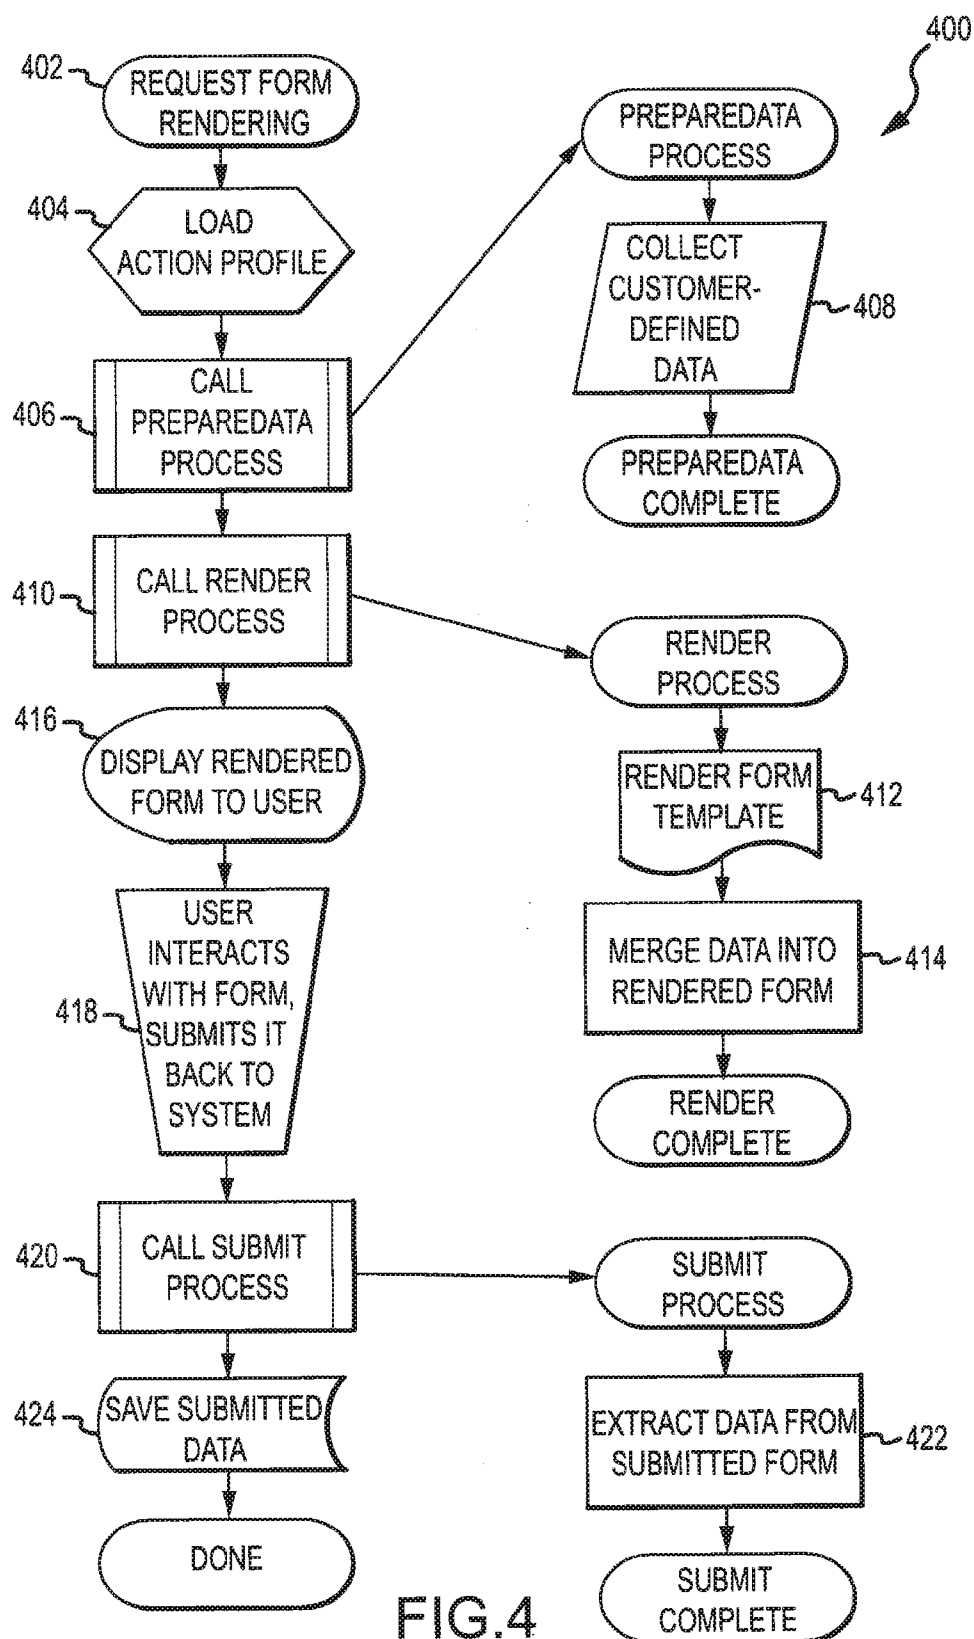 400
402
REQUEST FORM
RENDERING
404
LOAD
ACTION PROFILE
406
CALL
PREPAREDATA
PROCESS
PREPAREDATA
PROCESS
COLLECT
CUSTOMER-
DEFINED
DATA
408
PREPAREDATA
COMPLETE
410
CALL RENDER
PROCESS
RENDER
PROCESS
RENDER FORM
TEMPLATE
412
MERGE DATA INTO
RENDERED FORM
414
RENDER
COMPLETE
416
DISPLAY RENDERED
FORM TO USER
418
USER
INTERACTS
WITH FORM,
SUBMITS IT
BACK TO
SYSTEM
420
CALL SUBMIT
PROCESS
SUBMIT
PROCESS
EXTRACT DATA FROM
SUBMITTED FORM
422
SUBMIT
COMPLETE
424
SAVE SUBMITTED
DATA
DONE
FIG.4